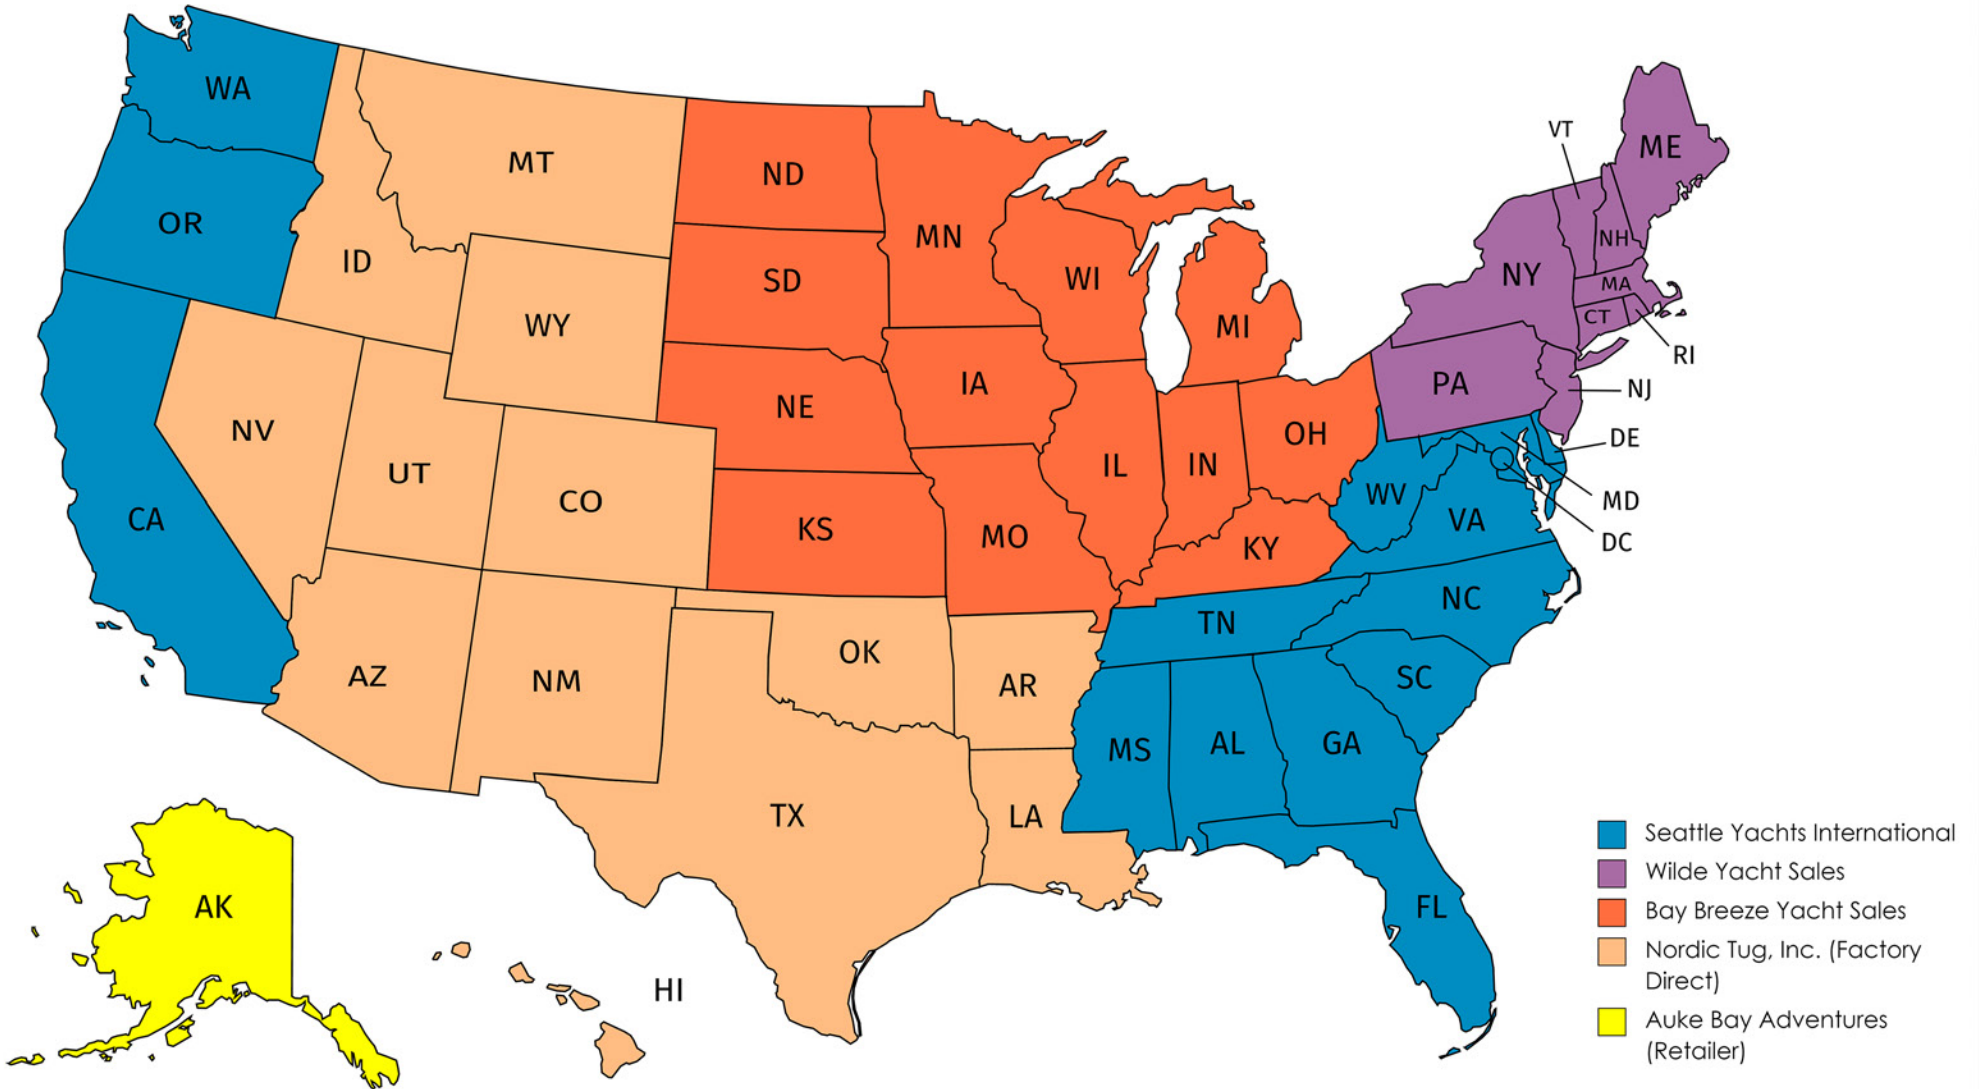 WA
OR
CA
MT
ID
WY
NV
UT
CO
AZ
NM
ND
SD
NE
KS
OK
TX
MN
IA
MO
AR
LA
WI
IL
MI
IN
OH
KY
TN
MS
AL
GA
FL
SC
NC
VA
WV
VT
ME
NH
NY
MA
CT
RI
PA
NJ
DE
MD
DC
AK
HI
Seattle Yachts International
Wilde Yacht Sales
Bay Breeze Yacht Sales
Nordic Tug, Inc. (Factory
Direct)
Auke Bay Adventures
(Retailer)